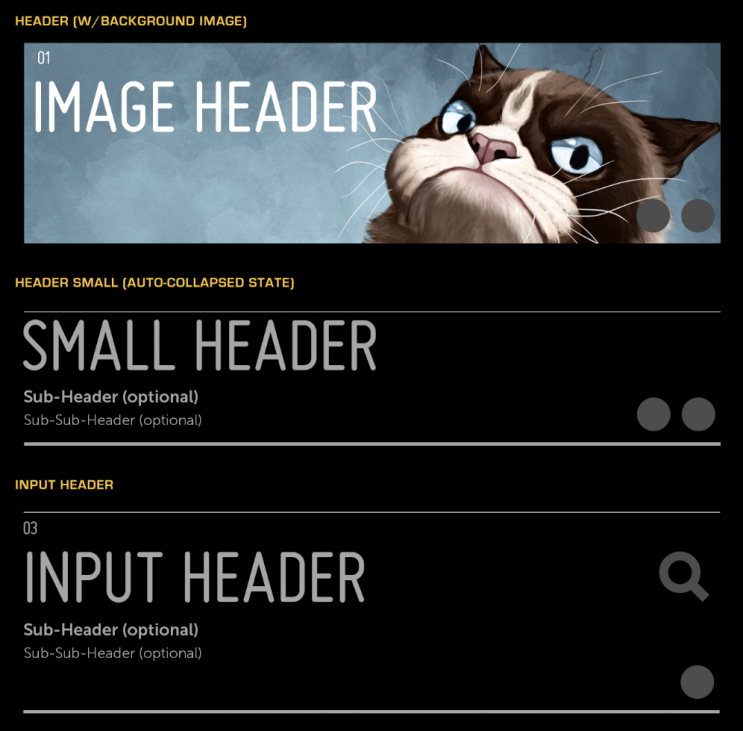 HEADER (W/BACKGROUND IMAGE)
01
IMAGE HEADER
HEADER SMALL (AUTO-COLLAPSED STATE)
SMALL HEADER
Sub-Header (optional)
Sub-Sub-Header (optional)
INPUT HEADER
03
INPUT HEADER
Sub-Header (optional)
Sub-Sub-Header (optional)